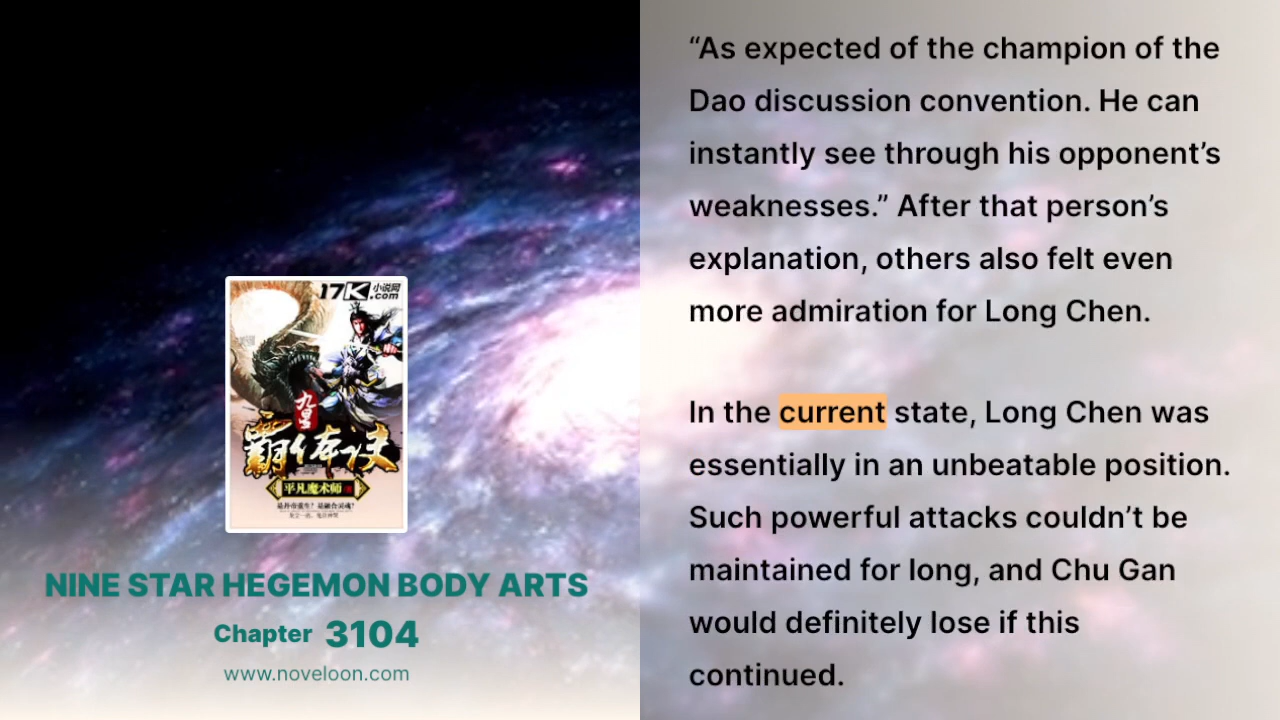 17K小说网
.com
九星
霸体诀
平凡魔术师
NINE STAR HEGEMON BODY ARTS
Chapter 3104
www.noveloon.com
“As expected of the champion of the
Dao discussion convention. He can
instantly see through his opponent’s
weaknesses.” After that person’s
explanation, others also felt even
more admiration for Long Chen.
In the current state, Long Chen was
essentially in an unbeatable position.
Such powerful attacks couldn’t be
maintained for long, and Chu Gan
would definitely lose if this
continued.